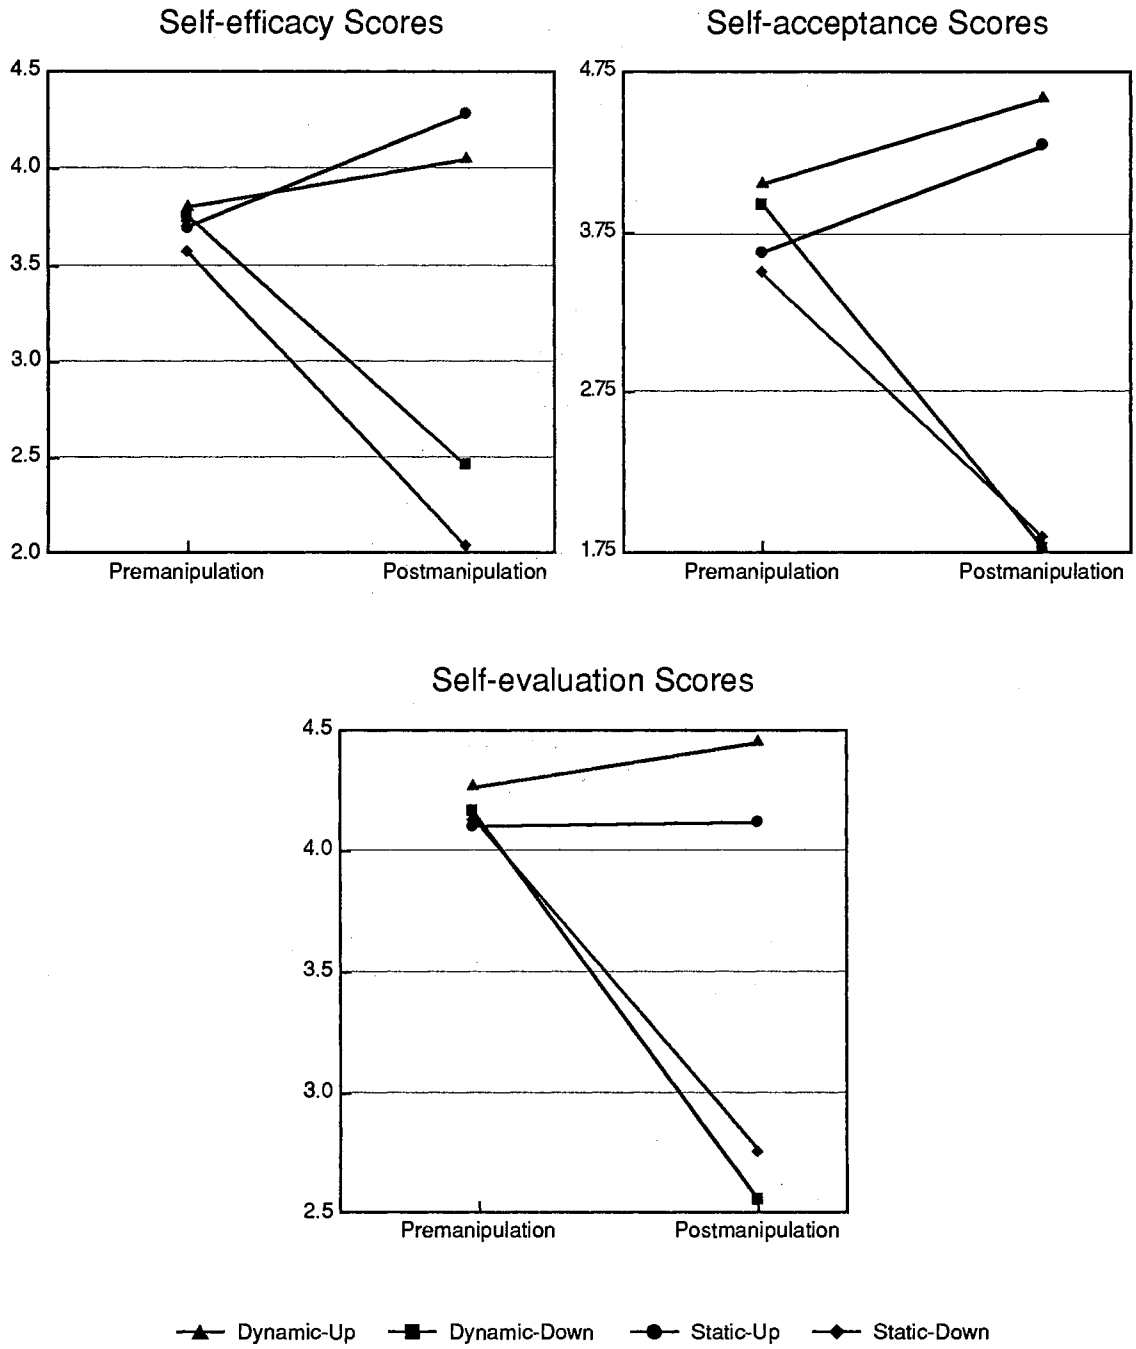 Self-efficacy Scores
4.5
4.0
3.5
3.0
2.5
2.0
Premanipulation Postmanipulation
Self-acceptance Scores
4.75
3.75
2.75
1.75
Premanipulation Postmanipulation
Self-evaluation Scores
4.5
4.0
3.5
3.0
2.5
Premanipulation Postmanipulation
Dynamic-Up Dynamic-Down Static-Up Static-Down